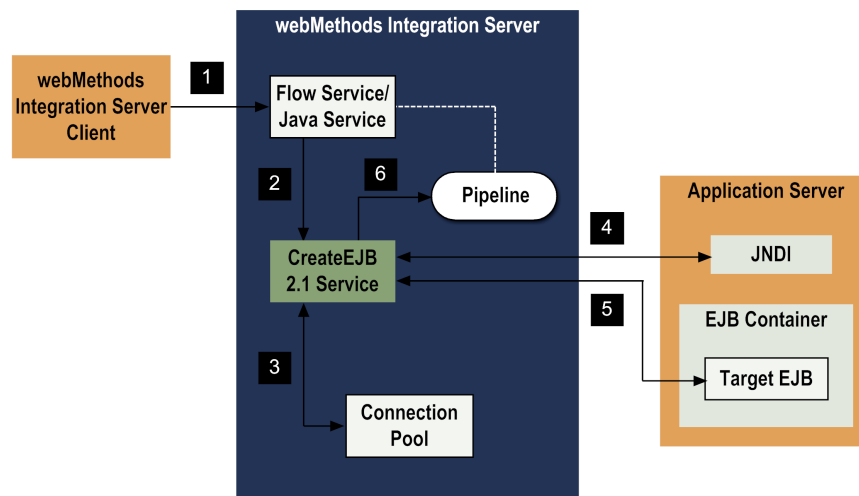 webMethods Integration Server
webMethods
Integration Server
Client
1
Flow Service/
Java Service
2
6
Pipeline
CreateEJB
2.1 Service
3
Connection
Pool
4
5
Application Server
JNDI
EJB Container
Target EJB